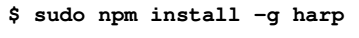 $ sudo npm install –g harp